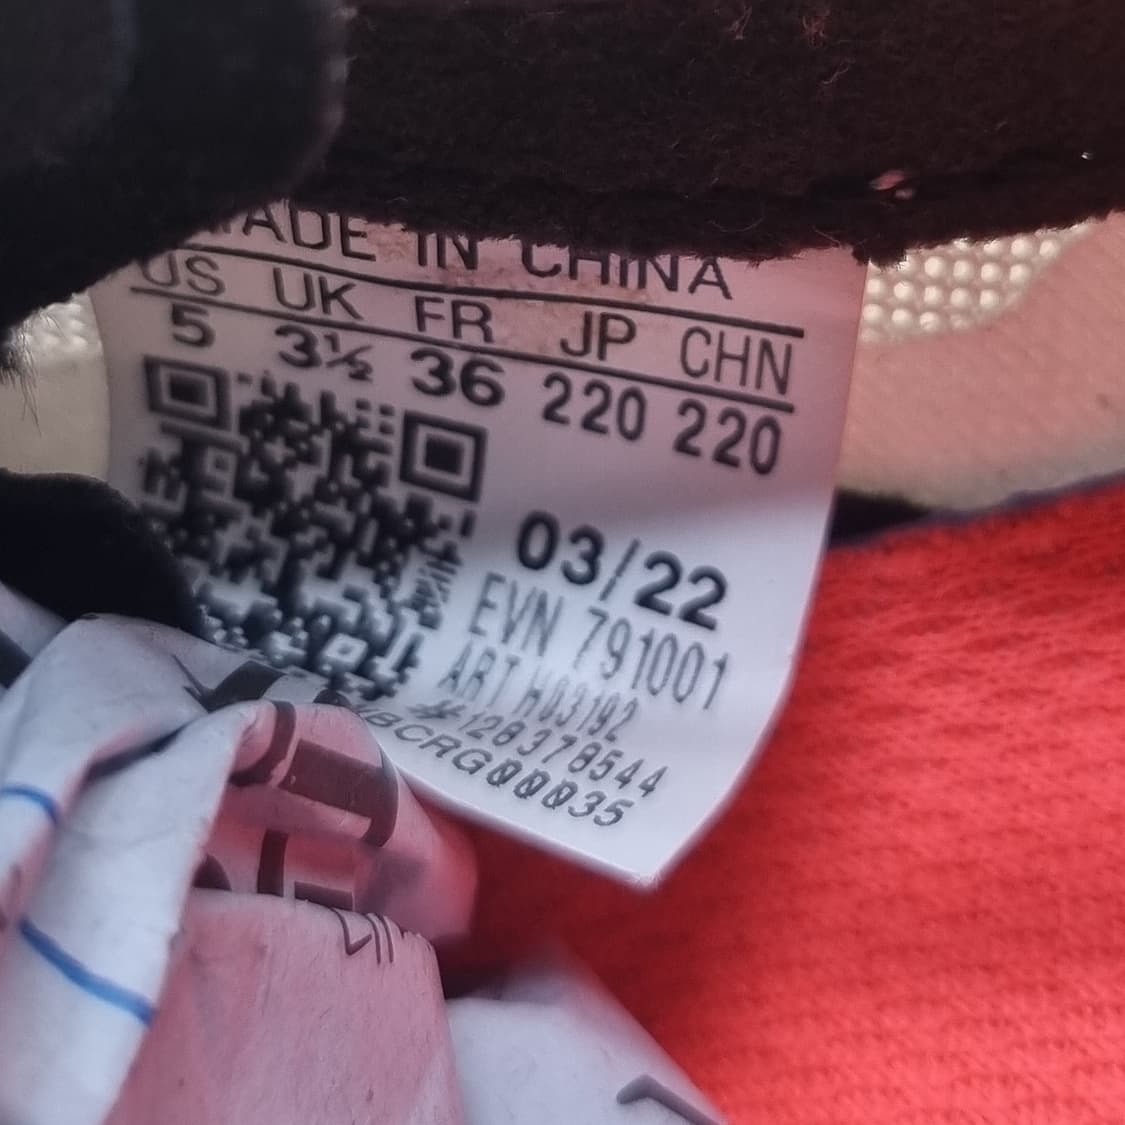 MADE IN CHINA
US UK FR JP CHN
5 3½ 36 220 220
03/22
EVN 791001
ART H03192
#128378544
BCRG00035